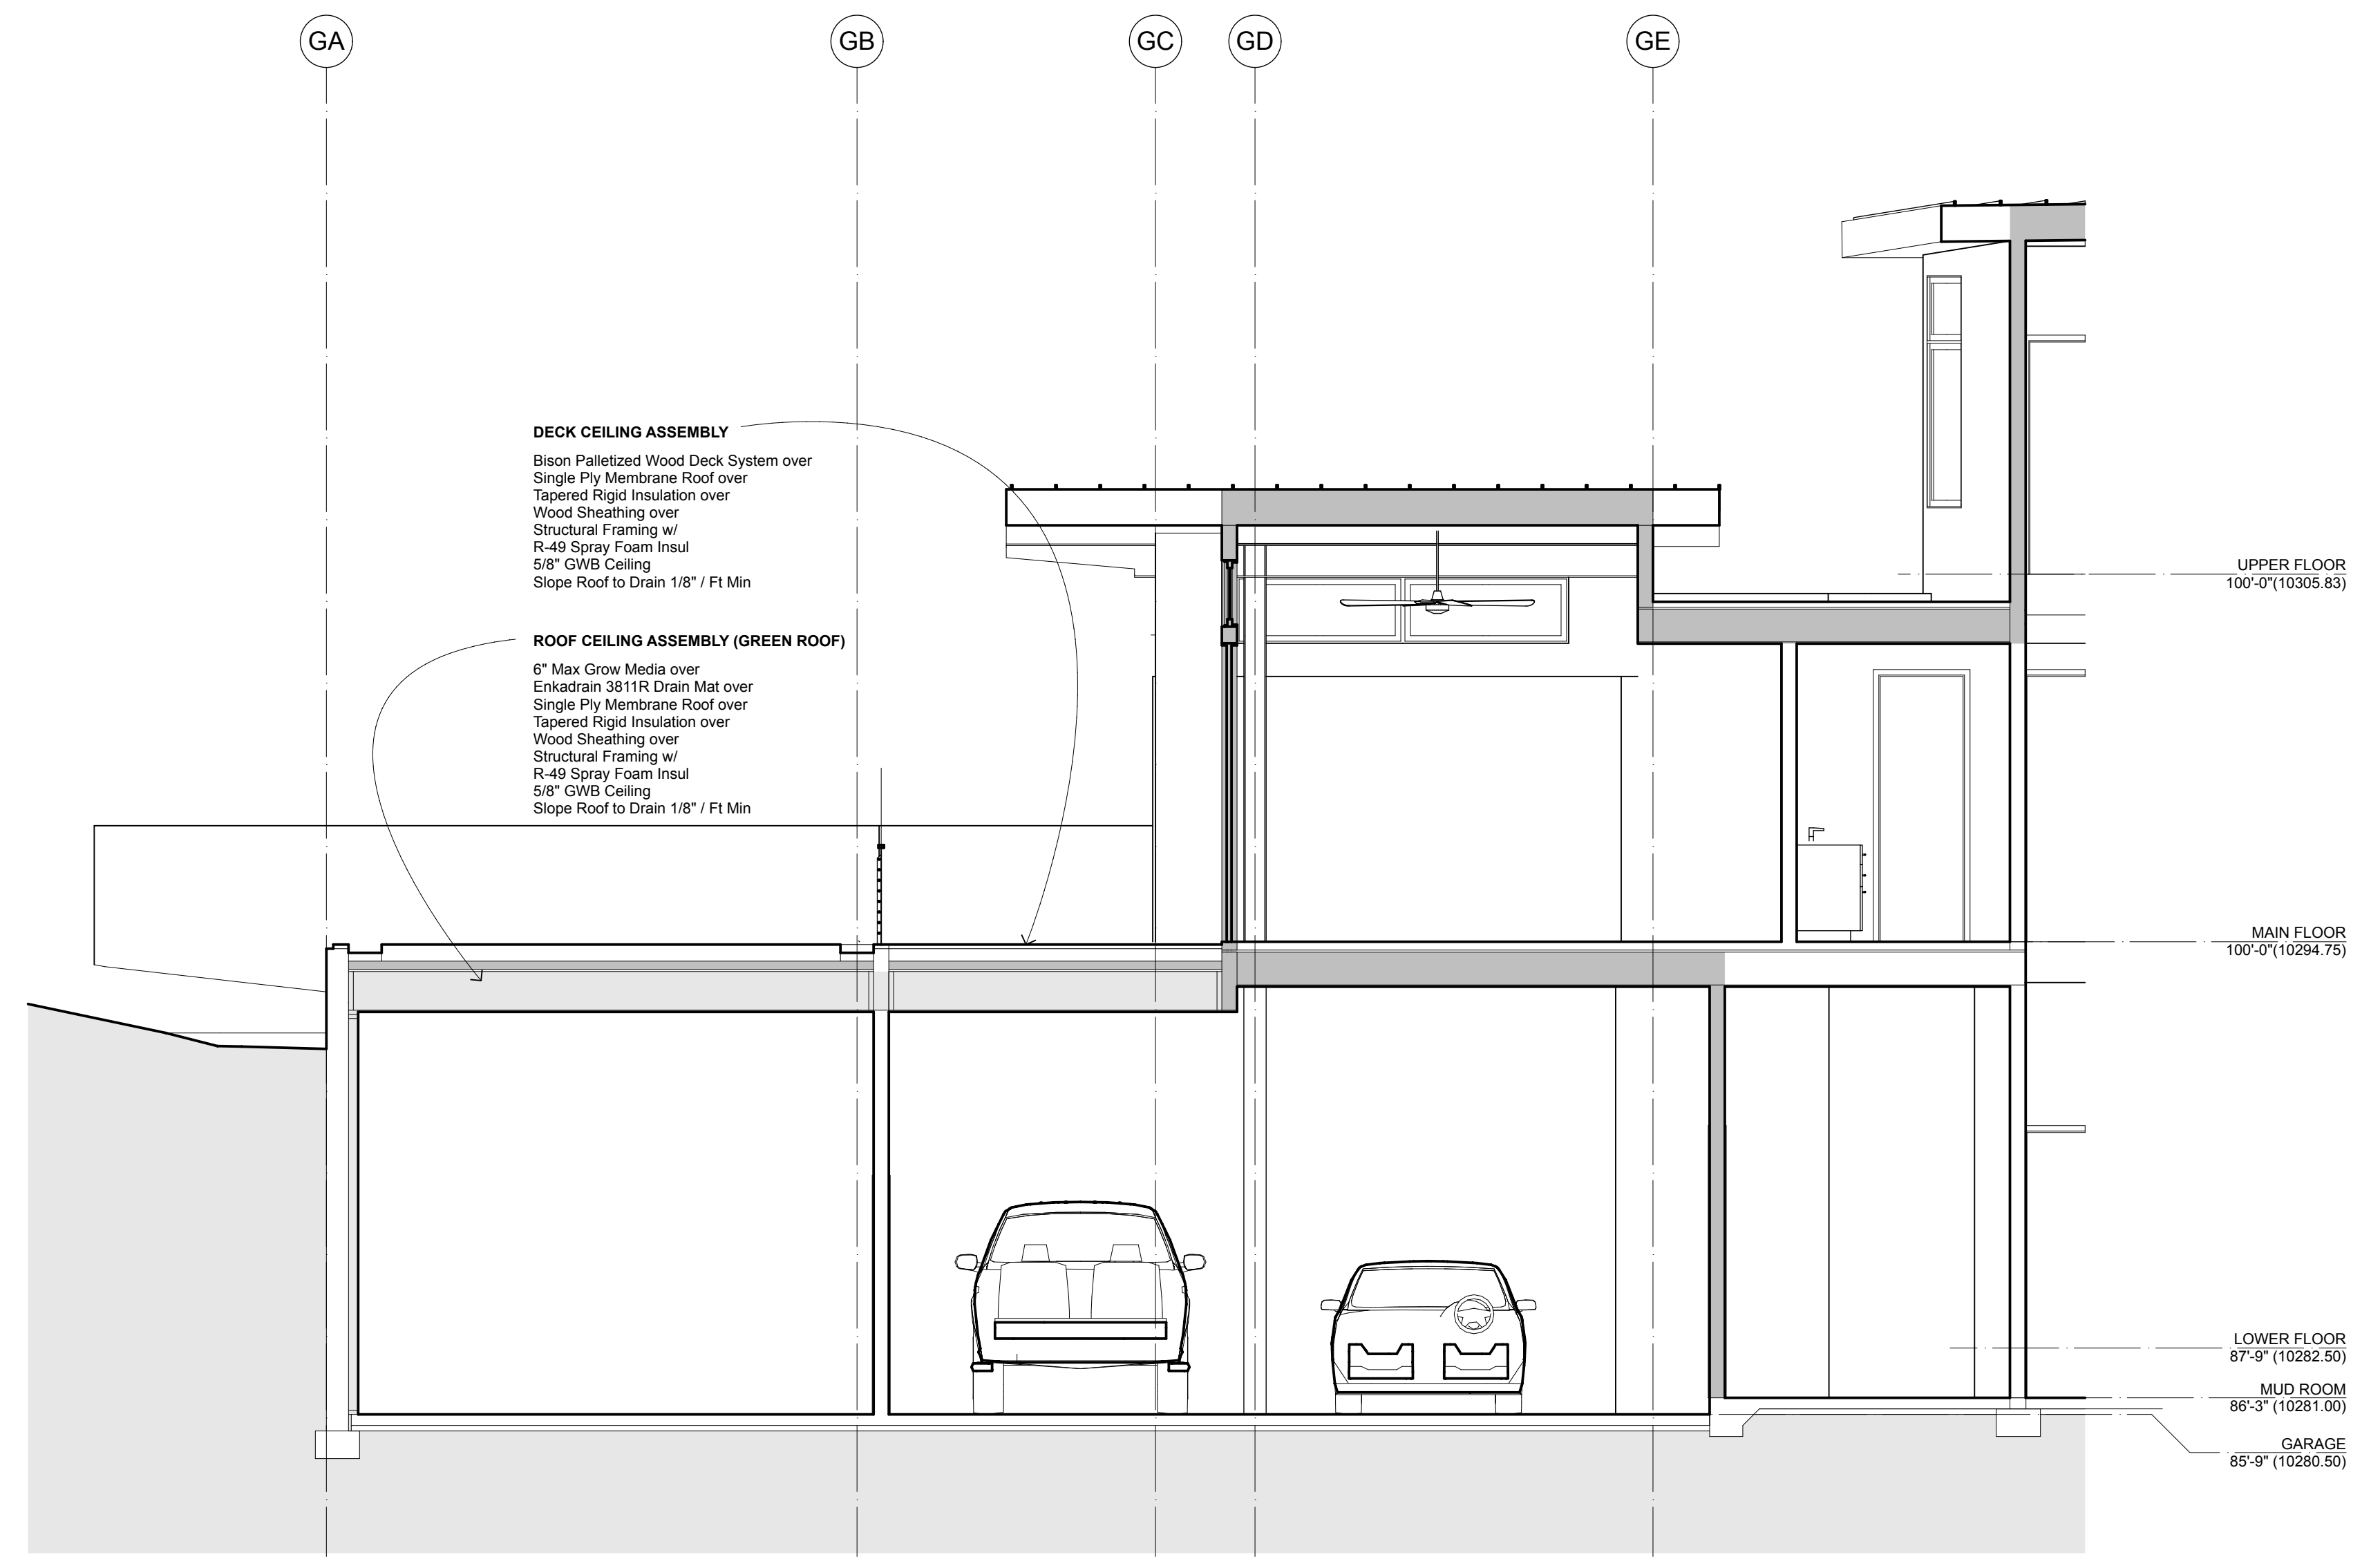 GA
GB
GC
GD
GE
DECK CEILING ASSEMBLY
Bison Palletized Wood Deck System over
Single Ply Membrane Roof over
Tapered Rigid Insulation over
Wood Sheathing over
Structural Framing w/
R-49 Spray Foam Insul
5/8" GWB Ceiling
Slope Roof to Drain 1/8" / Ft Min
UPPER FLOOR
100'-0"(10305.83)
ROOF CEILING ASSEMBLY (GREEN ROOF)
6" Max Grow Media over
Enkadrain 3811R Drain Mat over
Single Ply Membrane Roof over
Tapered Rigid Insulation over
Wood Sheathing over
Structural Framing w/
R-49 Spray Foam Insul
5/8" GWB Ceiling
Slope Roof to Drain 1/8" / Ft Min
MAIN FLOOR
100'-0"(10294.75)
LOWER FLOOR
87'-9" (10282.50)
MUD ROOM
86'-3" (10281.00)
GARAGE
85'-9" (10280.50)